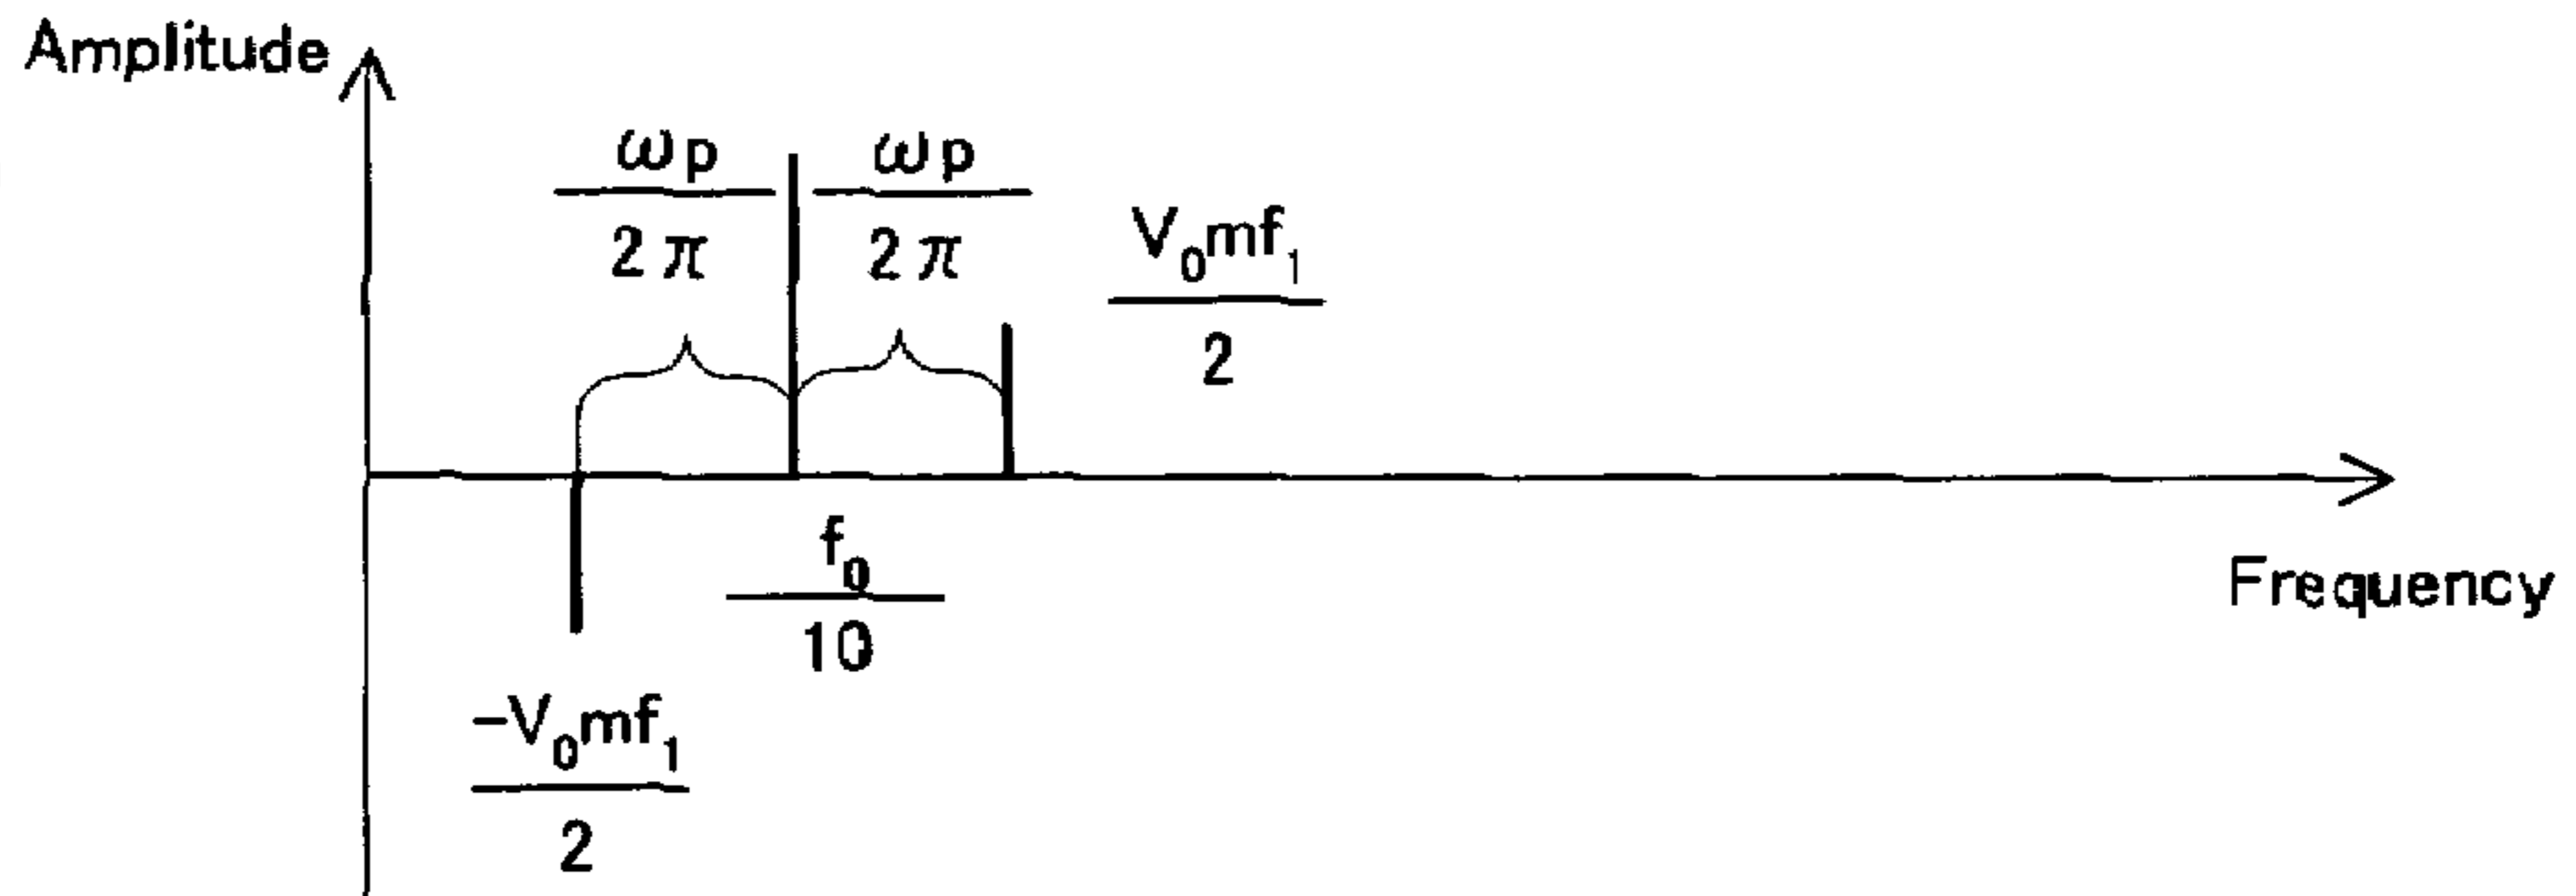 Amplitude
ωp
2π
ωp
2π
V₀mf₁
2
f₀
10
Frequency
-V₀mf₁
2